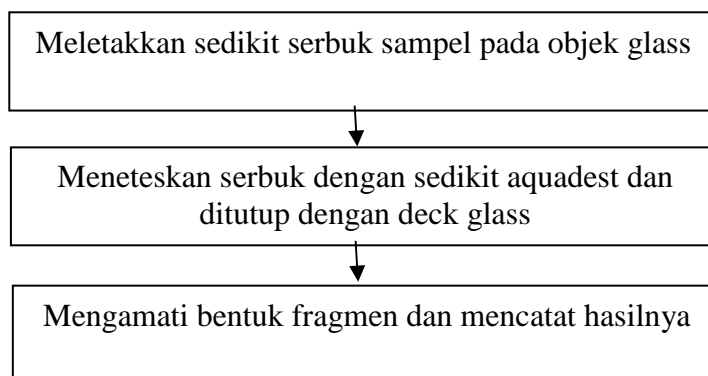 Meletakkan sedikit serbuk sampel pada objek glass
Meneteskan serbuk dengan sedikit aquadest dan
ditutup dengan deck glass
Mengamati bentuk fragmen dan mencatat hasilnya